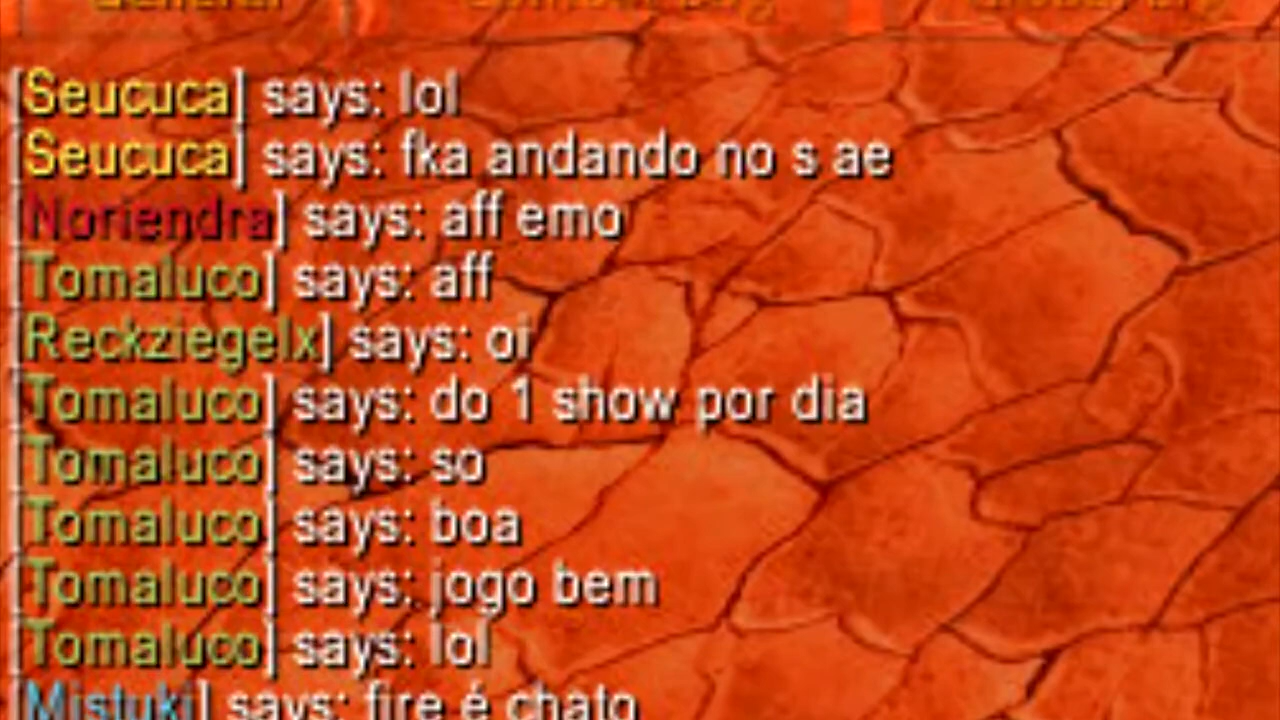 General
[Seucuca] says: lol
[Seucuca] says: fka andando no s ae
[Noriendra] says: aff emo
[Tomaluco] says: aff
[Reckziegelx] says: oi
[Tomaluco] says: do 1 show por dia
[Tomaluco] says: so
[Tomaluco] says: boa
[Tomaluco] says: jogo bem
[Tomaluco] says: lol
[Mistuki] says: fire é chato